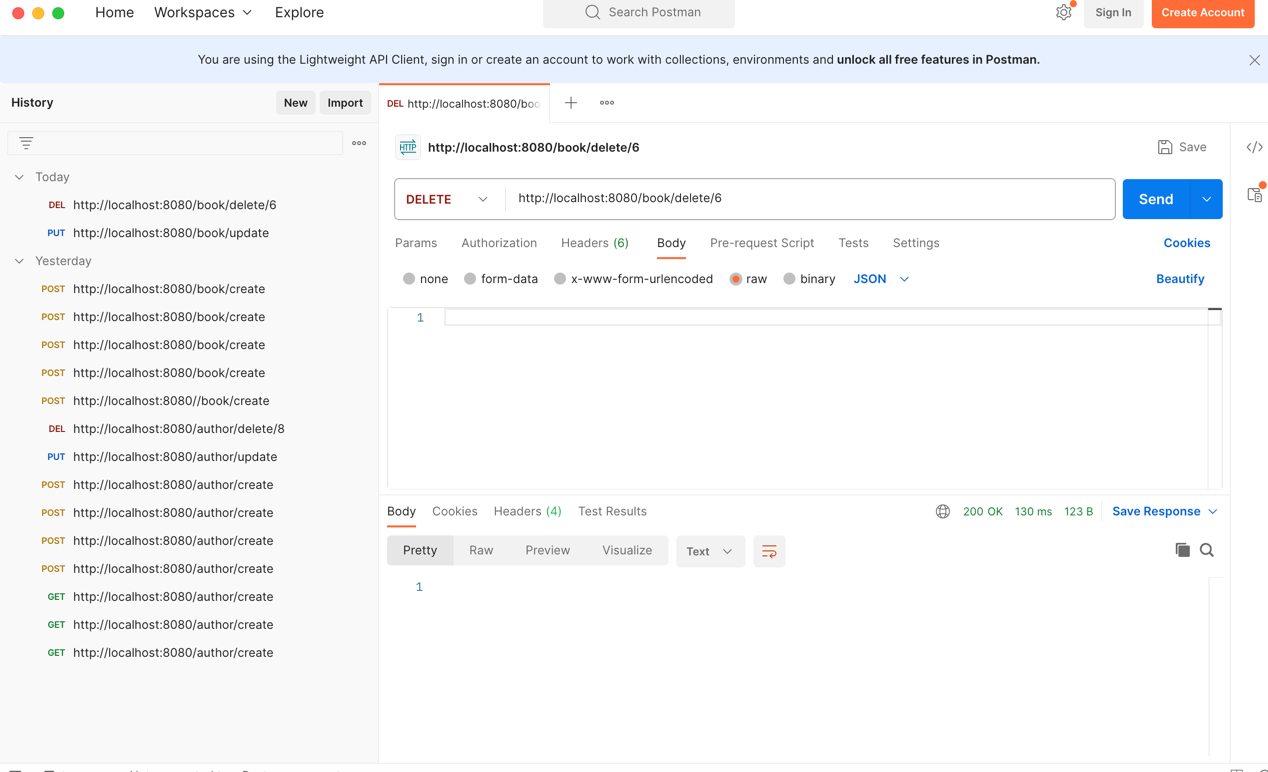 Home Workspaces Explore Search Postman Sign In Create Account
You are using the Lightweight API Client, sign in or create an account to work with collections, environments and unlock all free features in Postman.
History New Import
DEL http://localhost:8080/boo
HTTP http://localhost:8080/book/delete/6 Save
DELETE http://localhost:8080/book/delete/6 Send
Params Authorization Headers (6) Body Pre-request Script Tests Settings Cookies
none form-data x-www-form-urlencoded raw binary JSON Beautify
1
Today
DEL http://localhost:8080/book/delete/6
PUT http://localhost:8080/book/update
Yesterday
POST http://localhost:8080/book/create
POST http://localhost:8080/book/create
POST http://localhost:8080/book/create
POST http://localhost:8080/book/create
POST http://localhost:8080//book/create
DEL http://localhost:8080/author/delete/8
PUT http://localhost:8080/author/update
POST http://localhost:8080/author/create
POST http://localhost:8080/author/create
POST http://localhost:8080/author/create
POST http://localhost:8080/author/create
GET http://localhost:8080/author/create
GET http://localhost:8080/author/create
GET http://localhost:8080/author/create
Body Cookies Headers (4) Test Results 200 OK 130 ms 123 B Save Response
Pretty Raw Preview Visualize Text
1